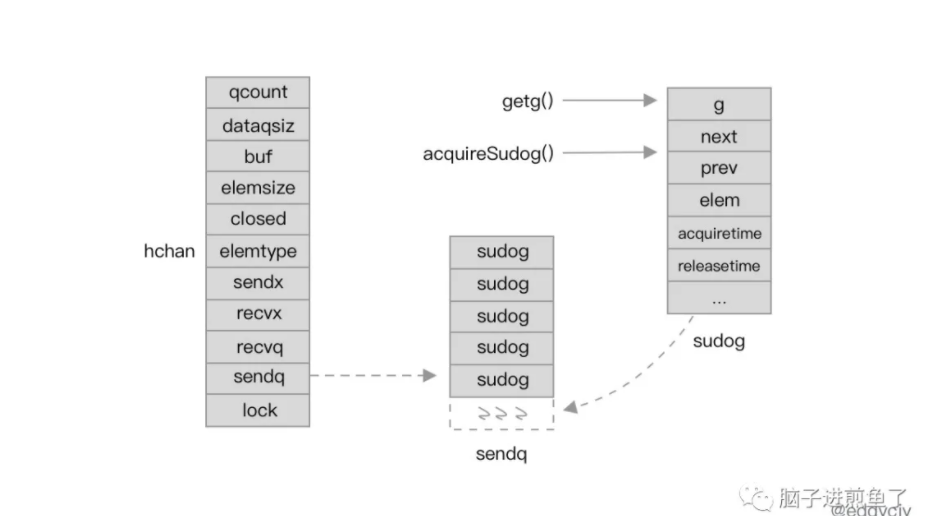 qcount
dataqsiz
buf
elemsize
closed
elemtype
sendx
recvx
recvq
sendq
lock
hchan
sudog
sudog
sudog
sudog
sudog
sendq
getg()
acquireSudog()
g
next
prev
elem
acquiretime
releasetime
...
sudog
脑子进煎鱼了
@eddycjy